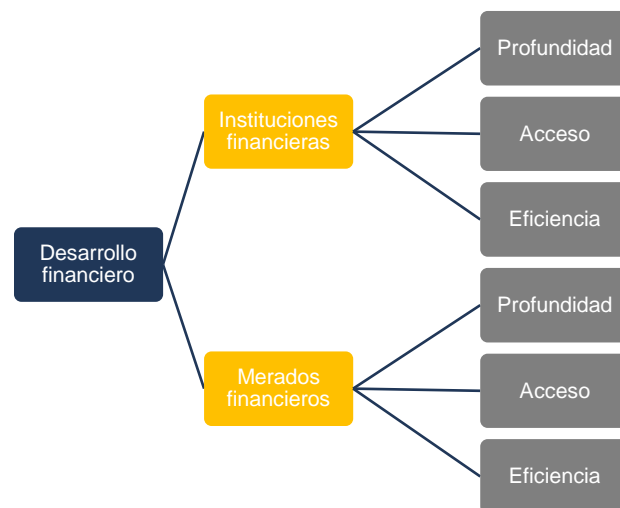 Profundidad
Instituciones
financieras
Acceso
Eficiencia
Desarrollo
financiero
Profundidad
Merados
financieros
Acceso
Eficiencia